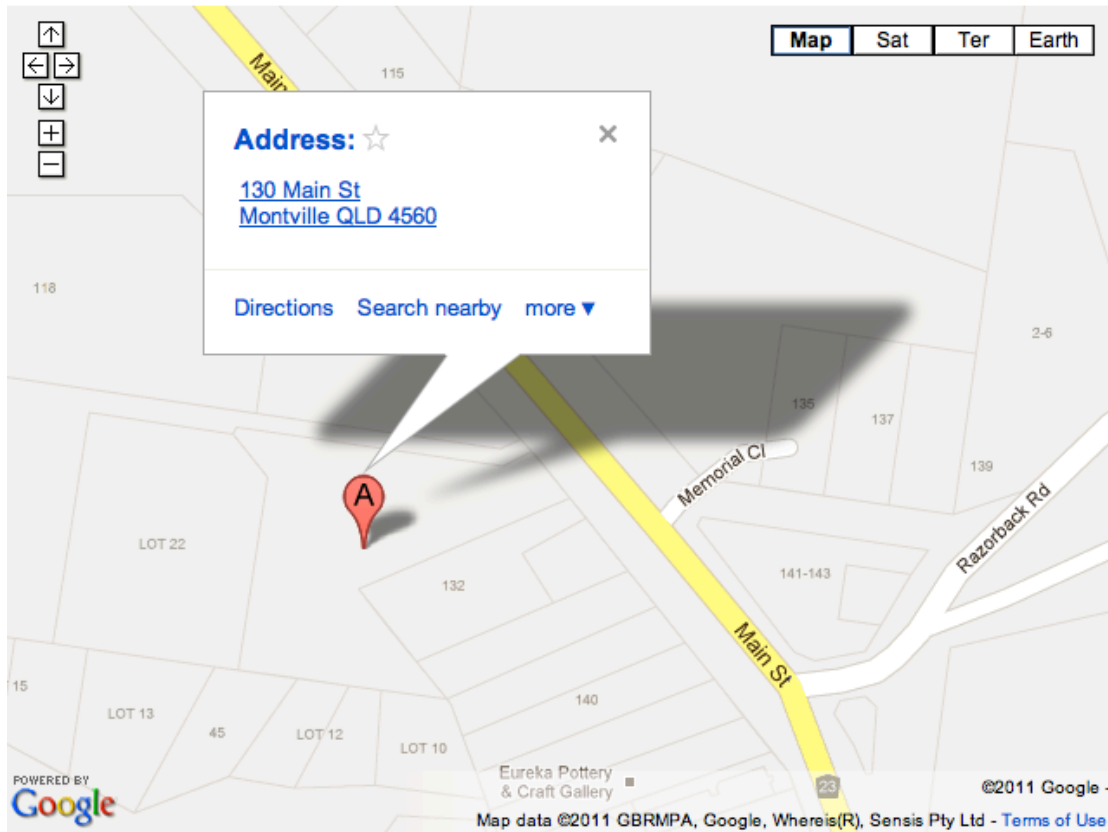 Map Sat Ter Earth
Main
115
Address:
130 Main St
Montville QLD 4560
Directions Search nearby more
118
2-6
135
137
Memorial Cl
139
Razorback Rd
A
LOT 22
132
141-143
Main St
15
LOT 13
45
LOT 12
LOT 10
140
Eureka Pottery
& Craft Gallery
23
POWERED BY
Google
©2011 Google -
Map data ©2011 GBRMPA, Google, Whereis(R), Sensis Pty Ltd - Terms of Use